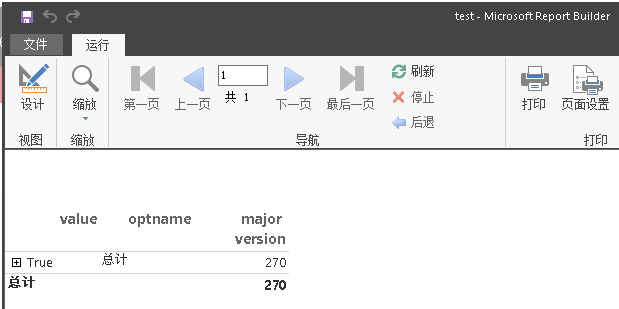 test - Microsoft Report Builder
文件 运行
设计 缩放 第一页 上一页 1 共 1 下一页 最后一页 刷新 停止 后退 打印 页面设置
视图 缩放 导航 打印
value optname major version
True 总计 270
总计 270